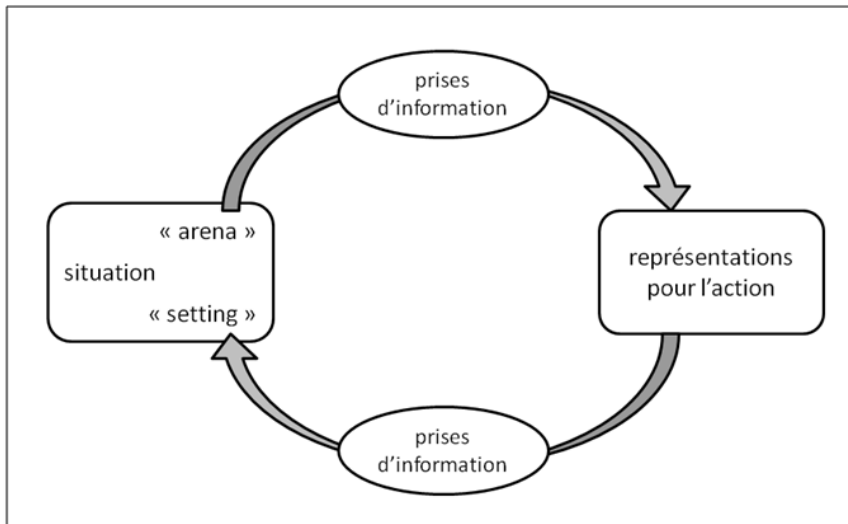 prises
d'information
« arena »
situation
« setting »
représentations
pour l'action
prises
d'information